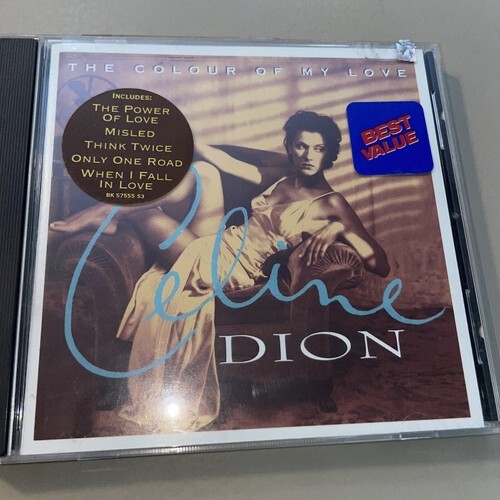 THE COLOUR OF MY LOVE
INCLUDES:
THE POWER
OF LOVE
MISLED
THINK TWICE
ONLY ONE ROAD
WHEN I FALL
IN LOVE
BK 57555 S3
BEST
VALUE
Celine
DION